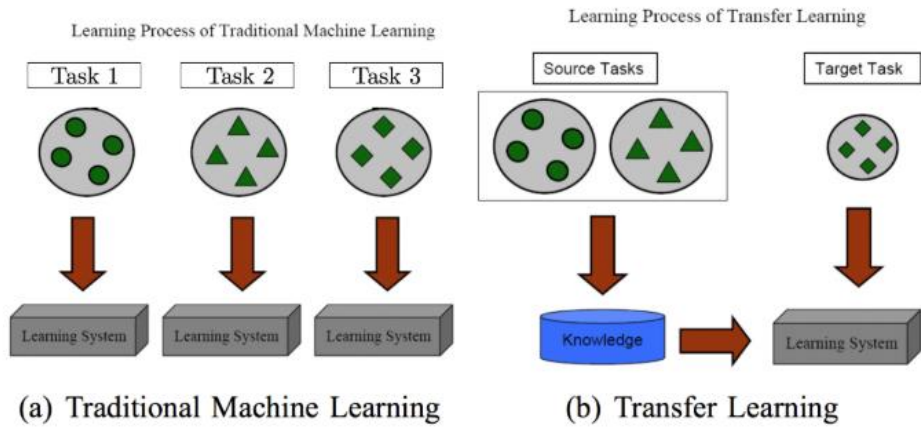 Learning Process of Traditional Machine Learning
Task 1
Task 2
Task 3
Learning System
Learning System
Learning System
(a) Traditional Machine Learning
Learning Process of Transfer Learning
Source Tasks
Target Task
Knowledge
Learning System
(b) Transfer Learning